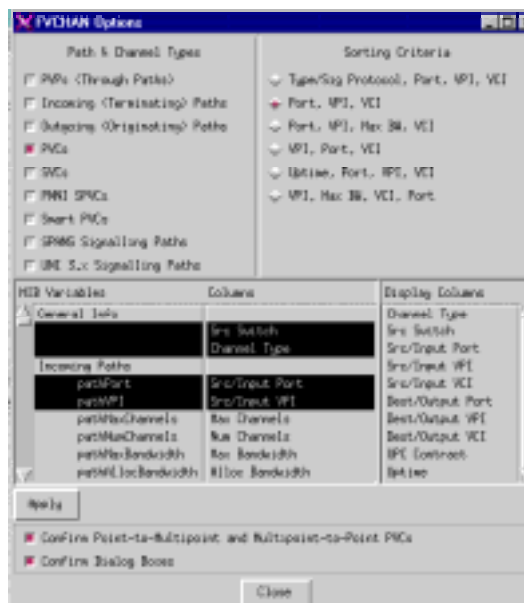 FVCHAN Options
Path & Channel Types
PVPs (Through Paths)
Incoming (Terminating) Paths
Outgoing (Originating) Paths
PVCs
SVCs
PNNI SPVCs
Smart PVCs
SPANS Signalling Paths
UNI 3.x Signalling Paths
Sorting Criteria
Type/Sig Protocol, Port, VPI, VCI
Port, VPI, VCI
Port, VPI, Max BW, VCI
VPI, Port, VCI
Uptime, Port, VPI, VCI
VPI, Max BW, VCI, Port
MIB Variables Columns
General Info
Src Switch
Channel Type
Incoming Paths
pathPort Src/Input Port
pathVPI Src/Input VPI
pathMaxChannels Max Channels
pathNumChannels Num Channels
pathMaxBandwidth Max Bandwidth
pathAllocBandwidth Alloc Bandwidth
Display Columns
Channel Type
Src Switch
Src/Input Port
Src/Input VPI
Src/Input VCI
Dest/Output Port
Dest/Output VPI
Dest/Output VCI
UPC Contract
Uptime
Apply
Confirm Point-to-Multipoint and Multipoint-to-Point PVCs
Confirm Dialog Boxes
Close